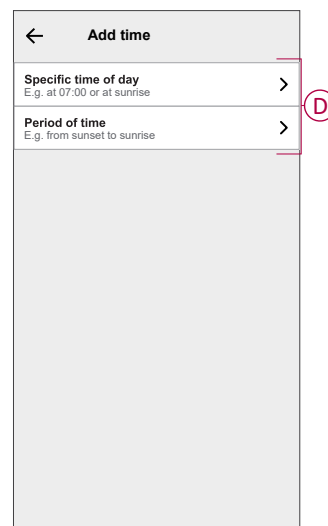 Add time
Specific time of day
E.g. at 07:00 or at sunrise
Period of time
E.g. from sunset to sunrise
D